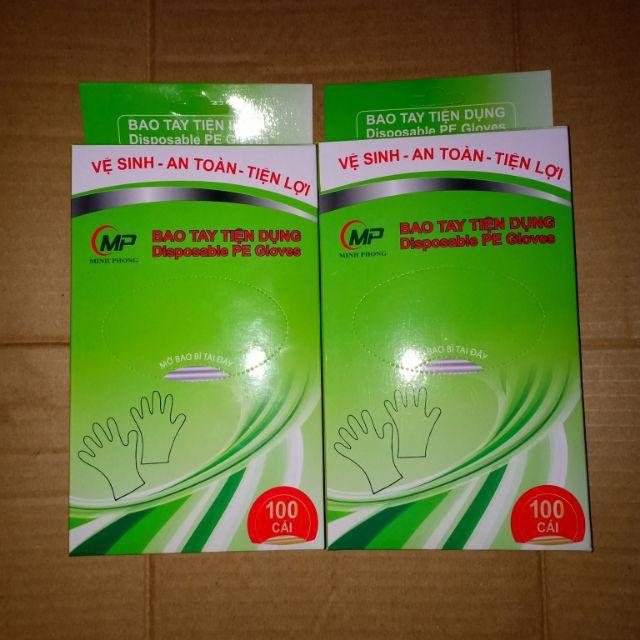 BAO TAY TIỆN
Disposable PE Gloves
VỆ SINH - AN TOÀN - TIỆN LỢI
MP
MINH PHONG
BAO TAY TIỆN DỤNG
Disposable PE Gloves
MỞ BAO BÌ TẠI ĐÂY
100
CÁI
BAO TAY TIỆN DỤNG
Disposable PE Gloves
VỆ SINH - AN TOÀN - TIỆN LỢI
MP
MINH PHONG
BAO TAY TIỆN DỤNG
Disposable PE Gloves
BAO BÌ TẠI ĐÂY
100
CÁI